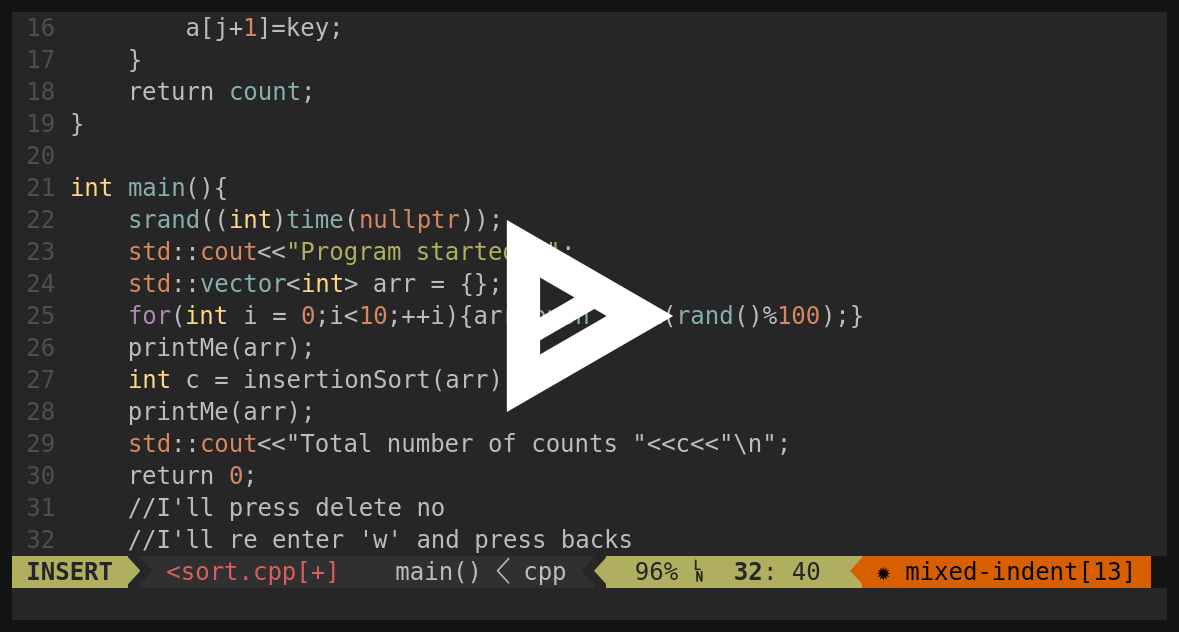 16 a[j+1]=key;
17 }
18 return count;
19 }
20
21 int main(){
22 srand((int)time(nullptr));
23 std::cout<<"Program started
24 std::vector<int> arr = {};
25 for(int i = 0;i<10;++i){arr (rand()%100);}
26 printMe(arr);
27 int c = insertionSort(arr)
28 printMe(arr);
29 std::cout<<"Total number of counts "<<c<<"\n";
30 return 0;
31 //I'll press delete no
32 //I'll re enter 'w' and press backs
INSERT <sort.cpp[+] main() < cpp 96% LN 32: 40 ✹ mixed-indent[13]